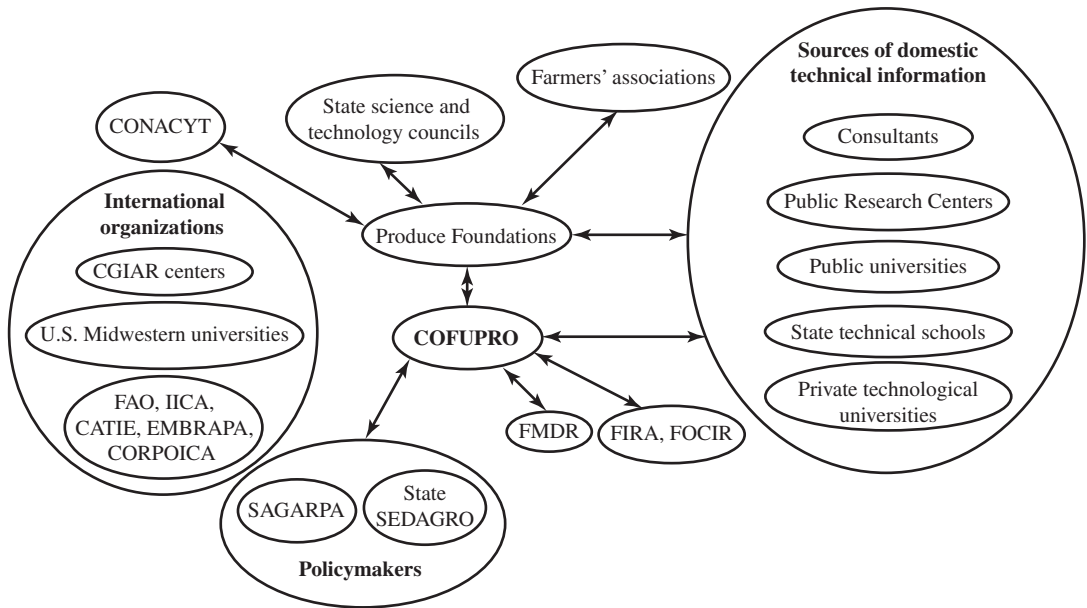 Sources of domestic
technical information
Farmers' associations
State science and
technology councils
CONACYT
Consultants
International
organizations
Public Research Centers
Produce Foundations
CGIAR centers
Public universities
U.S. Midwestern universities
COFUPRO
State technical schools
FAO, IICA,
CATIE, EMBRAPA,
CORPOICA
Private technological
universities
FMDR
FIRA, FOCIR
SAGARPA
State
SEDAGRO
Policymakers